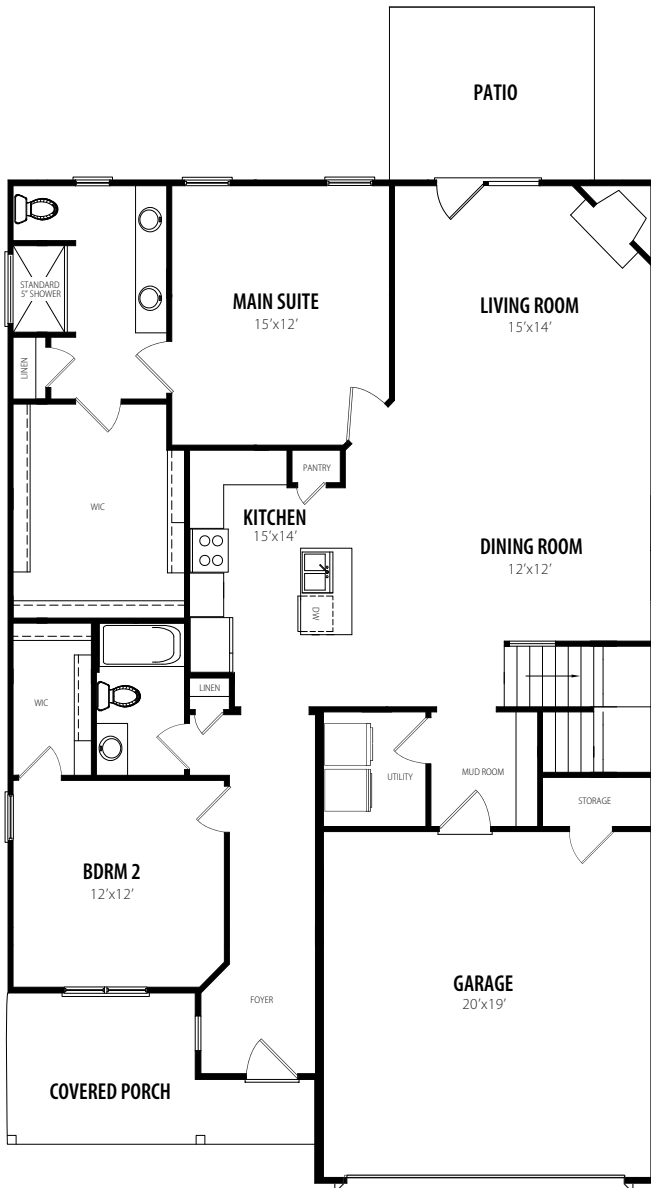 PATIO
STANDARD
5" SHOWER
MAIN SUITE
15'x12'
LIVING ROOM
15'x14'
LINEN
PANTRY
WIC
KITCHEN
15'x14'
DINING ROOM
12'x12'
DW
LINEN
WIC
UTILITY
MUD ROOM
STORAGE
BDRM 2
12'x12'
GARAGE
20'x19'
FOYER
COVERED PORCH